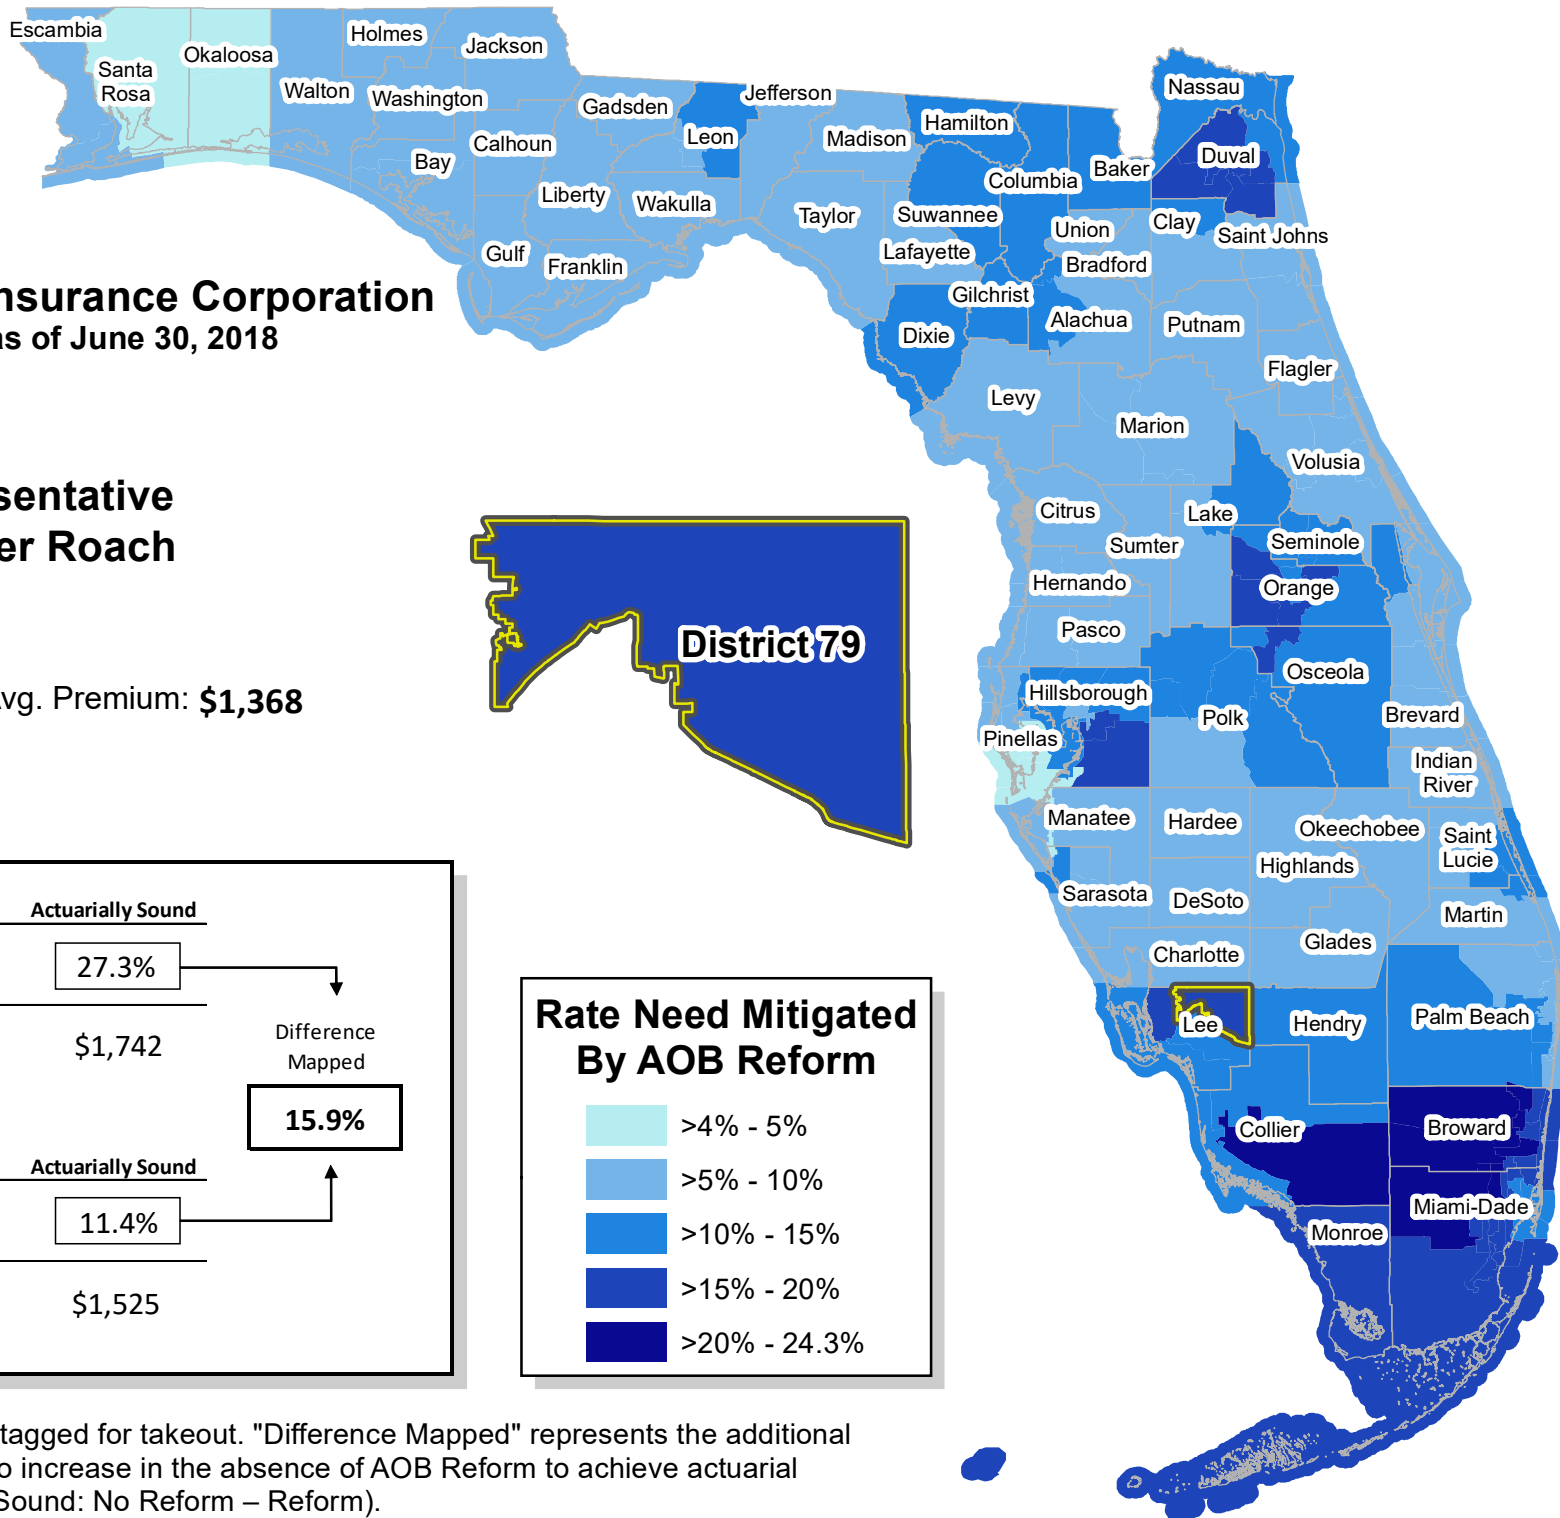 nsurance Corporation
as of June 30, 2018
sentative
er Roach
vg. Premium: $1,368
District 79
Actuarially Sound
27.3%
$1,742
Difference
Mapped
15.9%
Actuarially Sound
11.4%
$1,525
Rate Need Mitigated
By AOB Reform
>4% - 5%
>5% - 10%
>10% - 15%
>15% - 20%
>20% - 24.3%
tagged for takeout. "Difference Mapped" represents the additional
o increase in the absence of AOB Reform to achieve actuarial
Sound: No Reform – Reform).
Escambia
Santa
Rosa
Okaloosa
Walton
Holmes
Washington
Jackson
Bay
Calhoun
Gulf
Liberty
Franklin
Gadsden
Leon
Wakulla
Jefferson
Madison
Taylor
Hamilton
Suwannee
Lafayette
Columbia
Baker
Nassau
Duval
Union
Clay
Saint Johns
Bradford
Gilchrist
Dixie
Alachua
Putnam
Flagler
Levy
Marion
Volusia
Citrus
Lake
Sumter
Seminole
Hernando
Orange
Pasco
Osceola
Hillsborough
Polk
Pinellas
Brevard
Indian
River
Manatee
Hardee
Okeechobee
Saint
Lucie
Highlands
Sarasota
DeSoto
Martin
Charlotte
Glades
Lee
Hendry
Palm Beach
Collier
Broward
Miami-Dade
Monroe